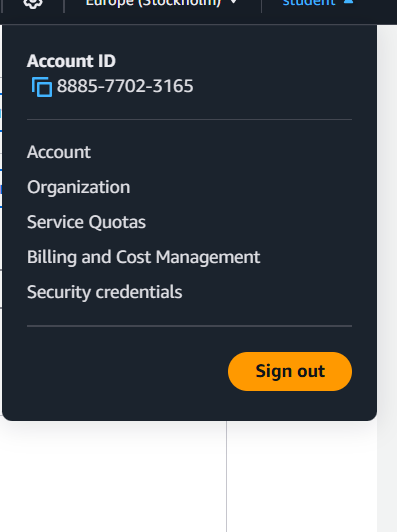 Europe (Stockholm) student
Account ID
8885-7702-3165
Account
Organization
Service Quotas
Billing and Cost Management
Security credentials
Sign out